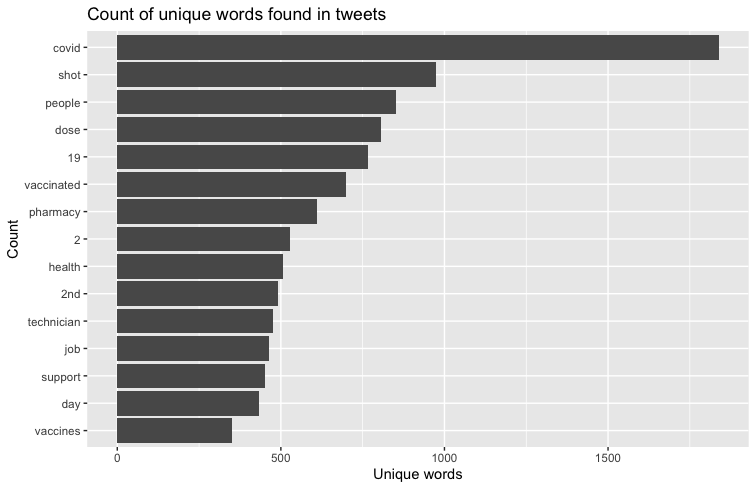 Count of unique words found in tweets
covid
shot
people
dose
19
vaccinated
pharmacy
2
health
2nd
technician
job
support
day
vaccines
Count
0 500 1000 1500
Unique words